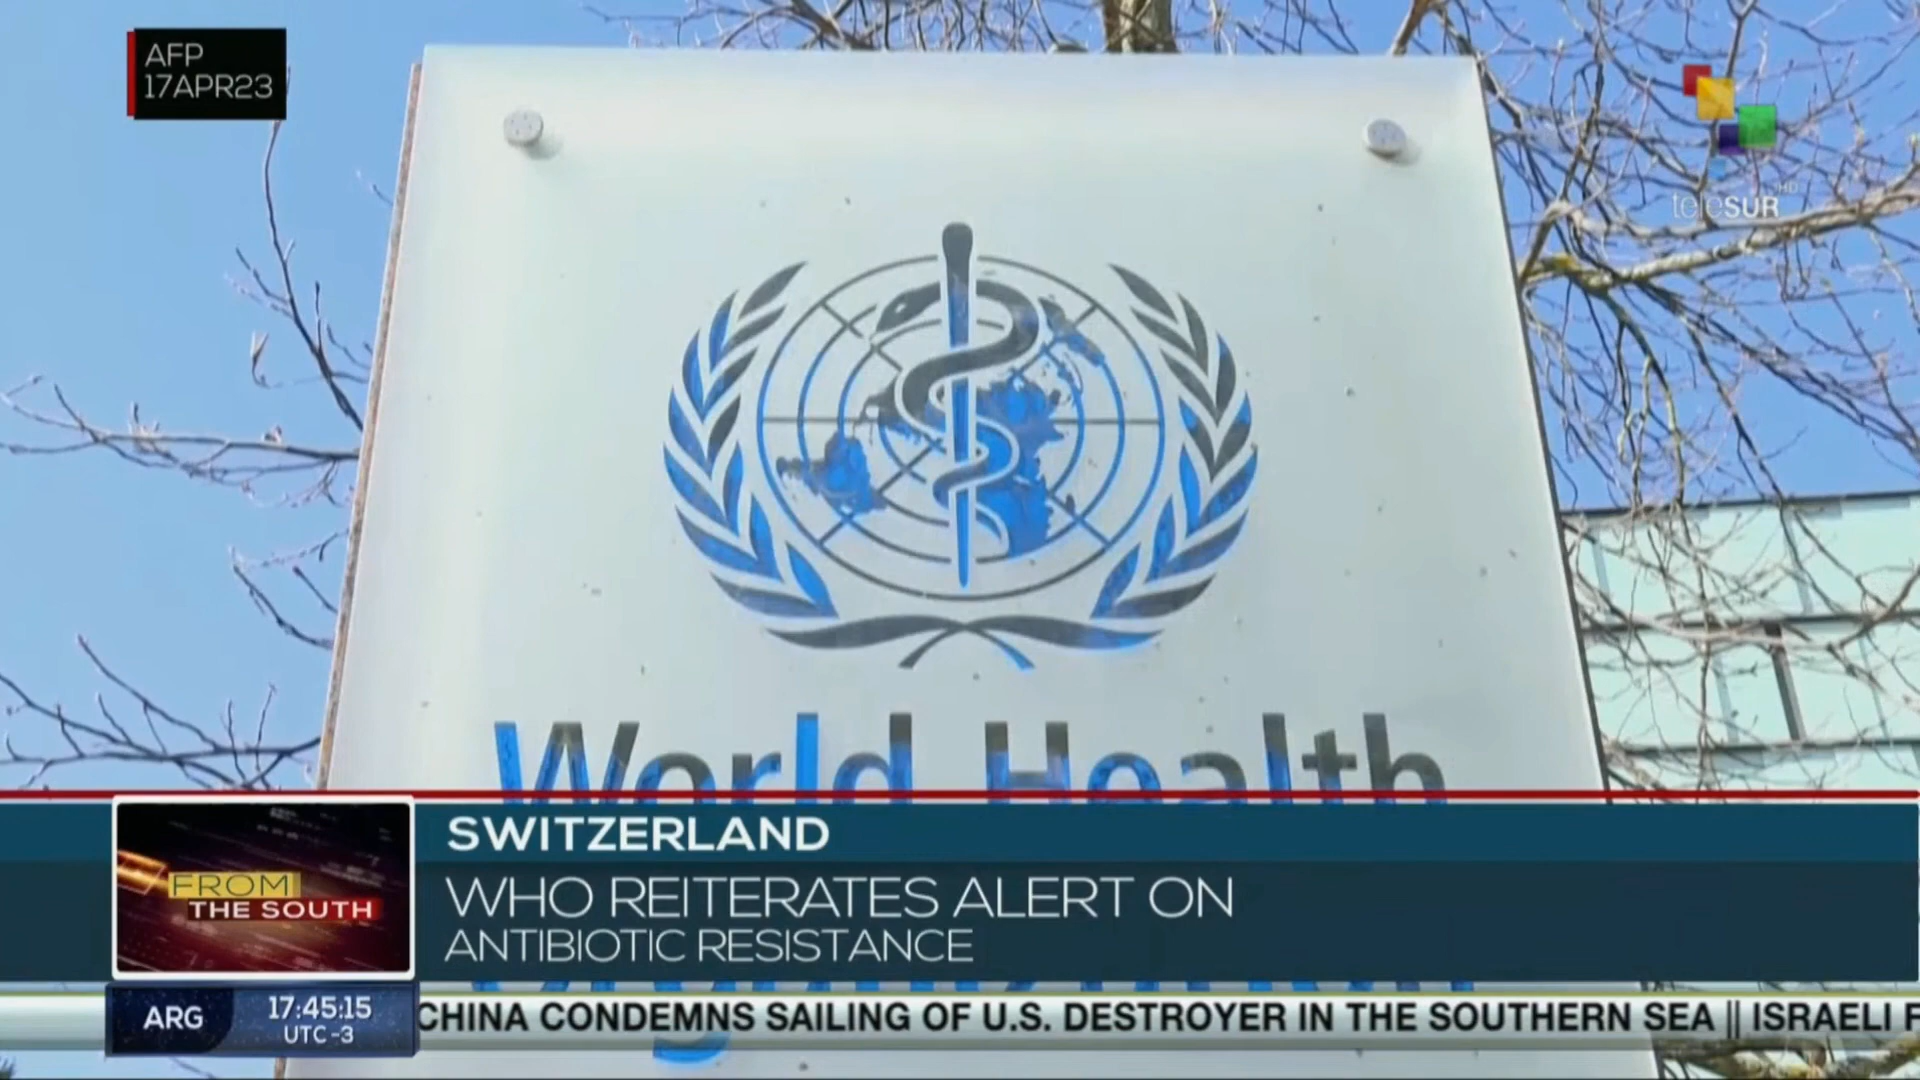 AFP
17APR23
HD
teleSUR
World Health
Organization
SWITZERLAND
FROM
THE SOUTH
WHO REITERATES ALERT ON
ANTIBIOTIC RESISTANCE
ARG
17:45:15
UTC -3
CHINA CONDEMNS SAILING OF U.S. DESTROYER IN THE SOUTHERN SEA || ISRAELI F